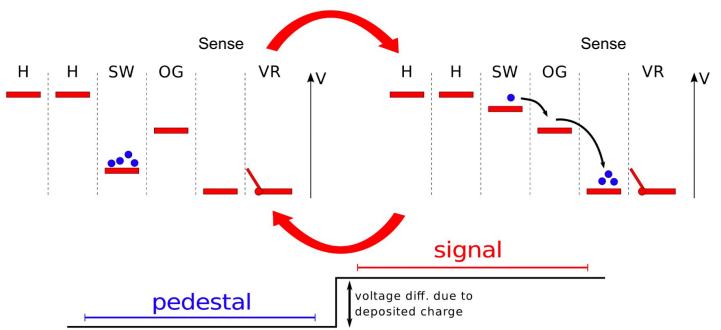 Sense
H H SW OG VR
V
Sense
H H SW OG VR
V
signal
pedestal
voltage diff. due to
deposited charge